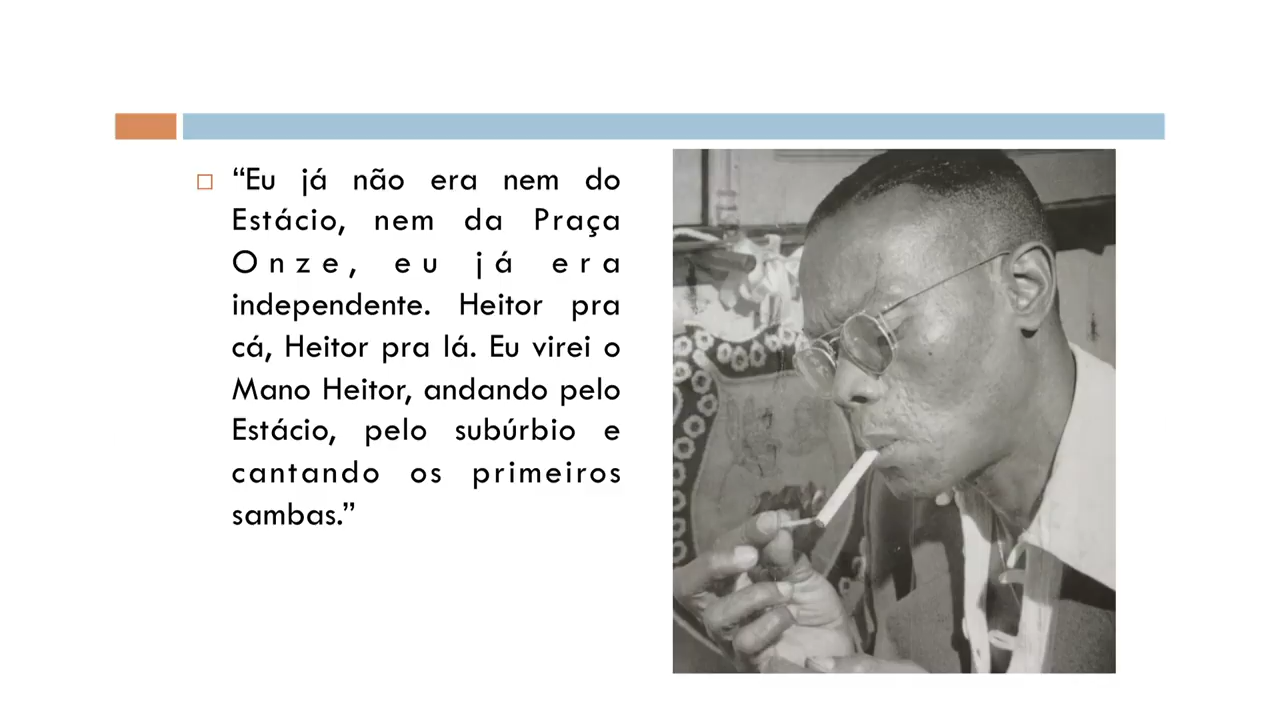 “Eu já não era nem do
Estácio, nem da Praça
Onze, eu já era
independente. Heitor pra
cá, Heitor pra lá. Eu virei o
Mano Heitor, andando pelo
Estácio, pelo subúrbio e
cantando os primeiros
sambas.”